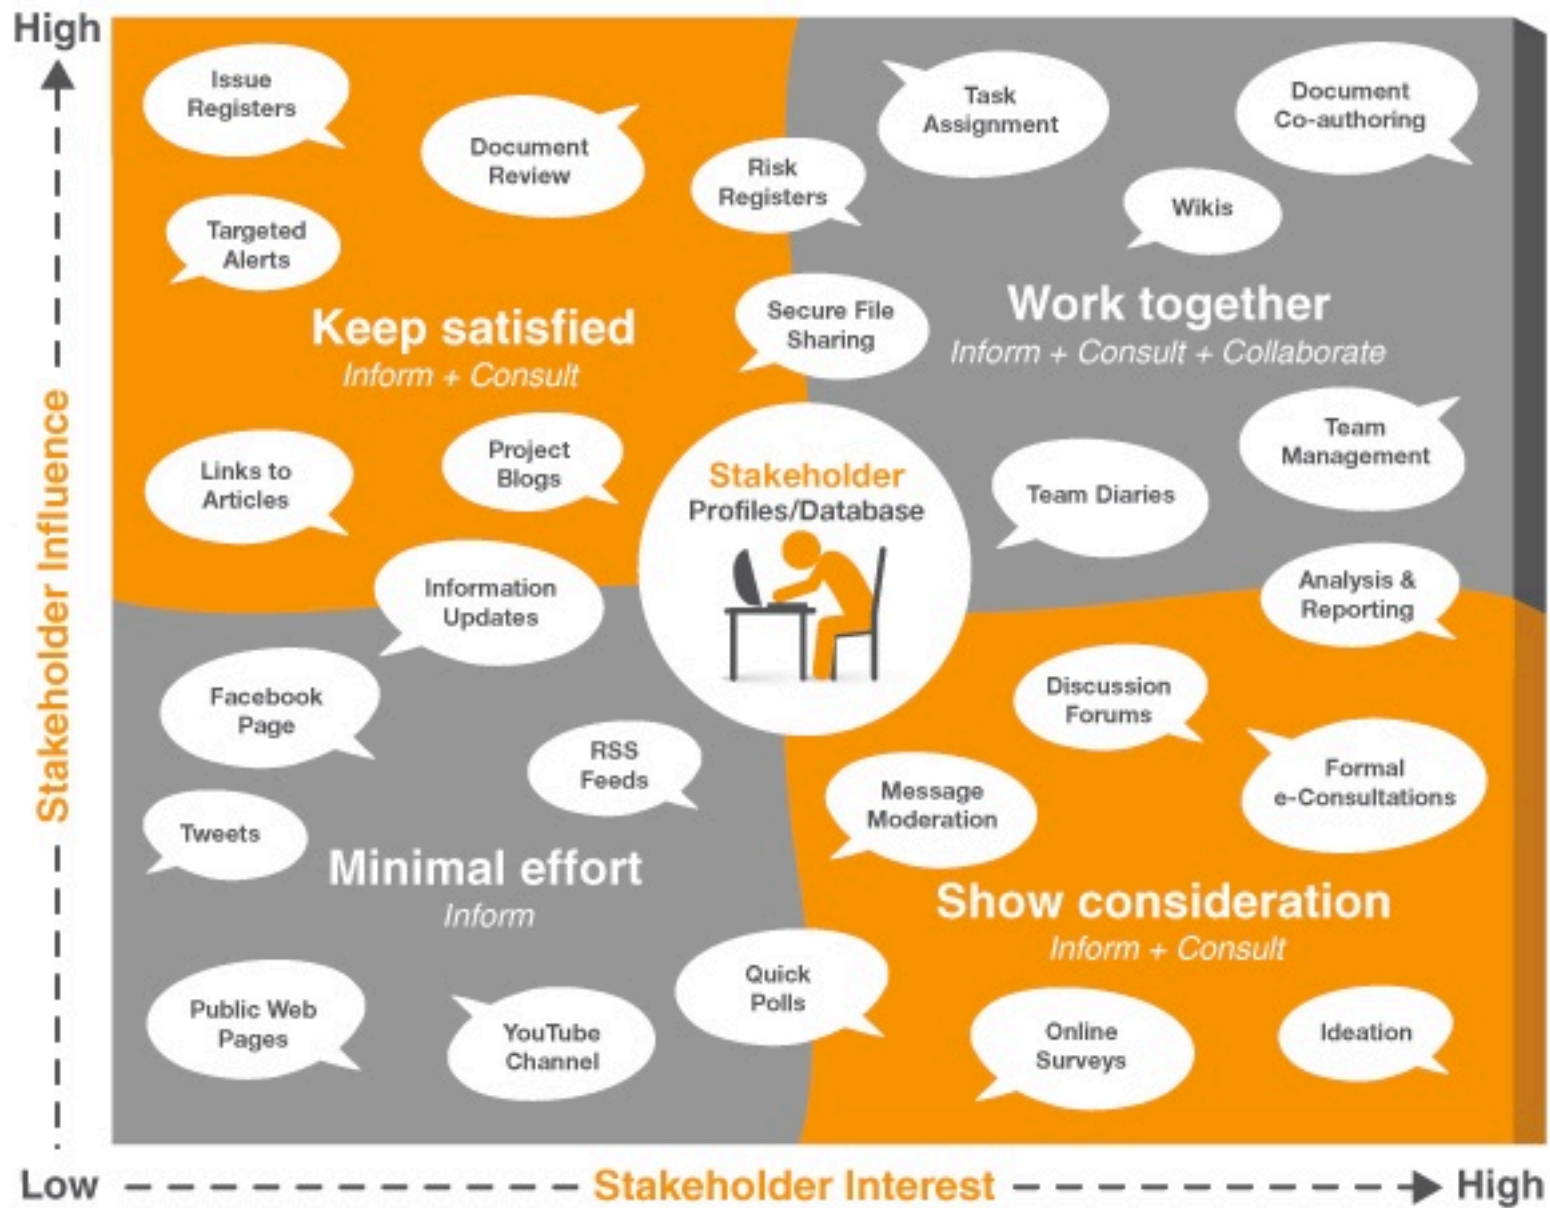 High
Issue
Registers
Document
Review
Targeted
Alerts
Risk
Registers
Task
Assignment
Document
Co-authoring
Wikis
Secure File
Sharing
Keep satisfied
Inform + Consult
Work together
Inform + Consult + Collaborate
Links to
Articles
Project
Blogs
Team Diaries
Team
Management
Stakeholder
Profiles/Database
Information
Updates
Analysis &
Reporting
Stakeholder Influence
Facebook
Page
RSS
Feeds
Tweets
Minimal effort
Inform
Public Web
Pages
YouTube
Channel
Quick
Polls
Discussion
Forums
Message
Moderation
Formal
e-Consultations
Show consideration
Inform + Consult
Online
Surveys
Ideation
Low
Stakeholder Interest
High